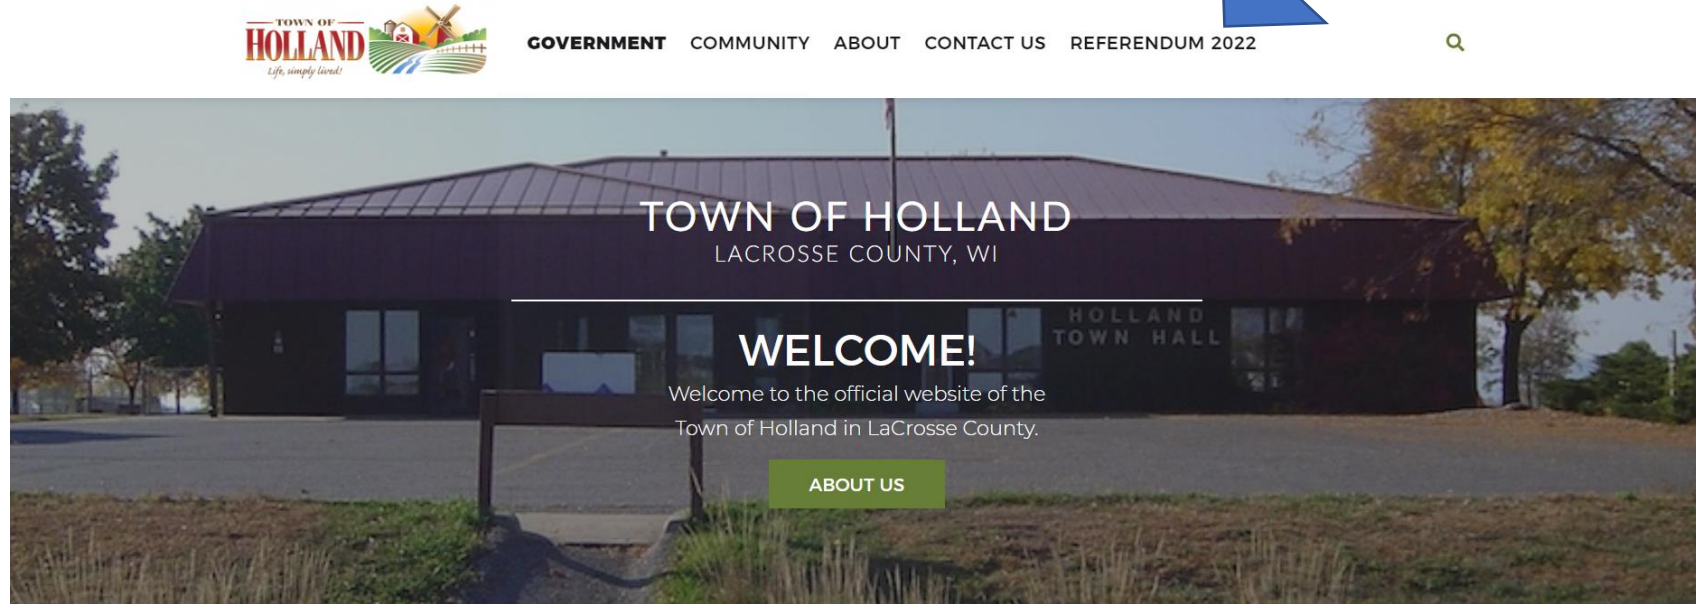 TOWN OF
HOLLAND
Life, simply lived!
GOVERNMENT COMMUNITY ABOUT CONTACT US REFERENDUM 2022
TOWN OF HOLLAND
LACROSSE COUNTY, WI
HOLLAND
TOWN HALL
WELCOME!
Welcome to the official website of the
Town of Holland in LaCrosse County.
ABOUT US